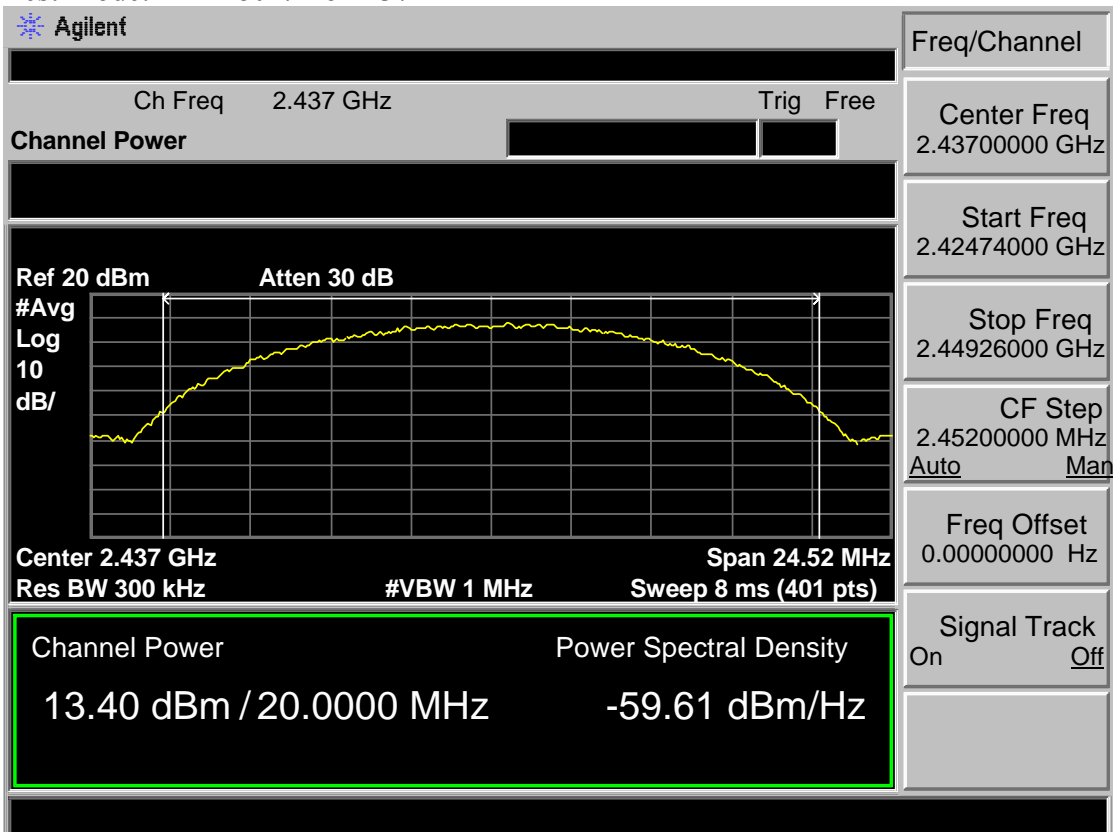 Agilent
Ch Freq 2.437 GHz Trig Free
Channel Power
Ref 20 dBm Atten 30 dB
#Avg
Log
10
dB/
Center 2.437 GHz Span 24.52 MHz
Res BW 300 kHz #VBW 1 MHz Sweep 8 ms (401 pts)
Channel Power Power Spectral Density
13.40 dBm / 20.0000 MHz -59.61 dBm/Hz
Freq/Channel
Center Freq
2.43700000 GHz
Start Freq
2.42474000 GHz
Stop Freq
2.44926000 GHz
CF Step
2.45200000 MHz
Auto Man
Freq Offset
0.00000000 Hz
Signal Track
On Off